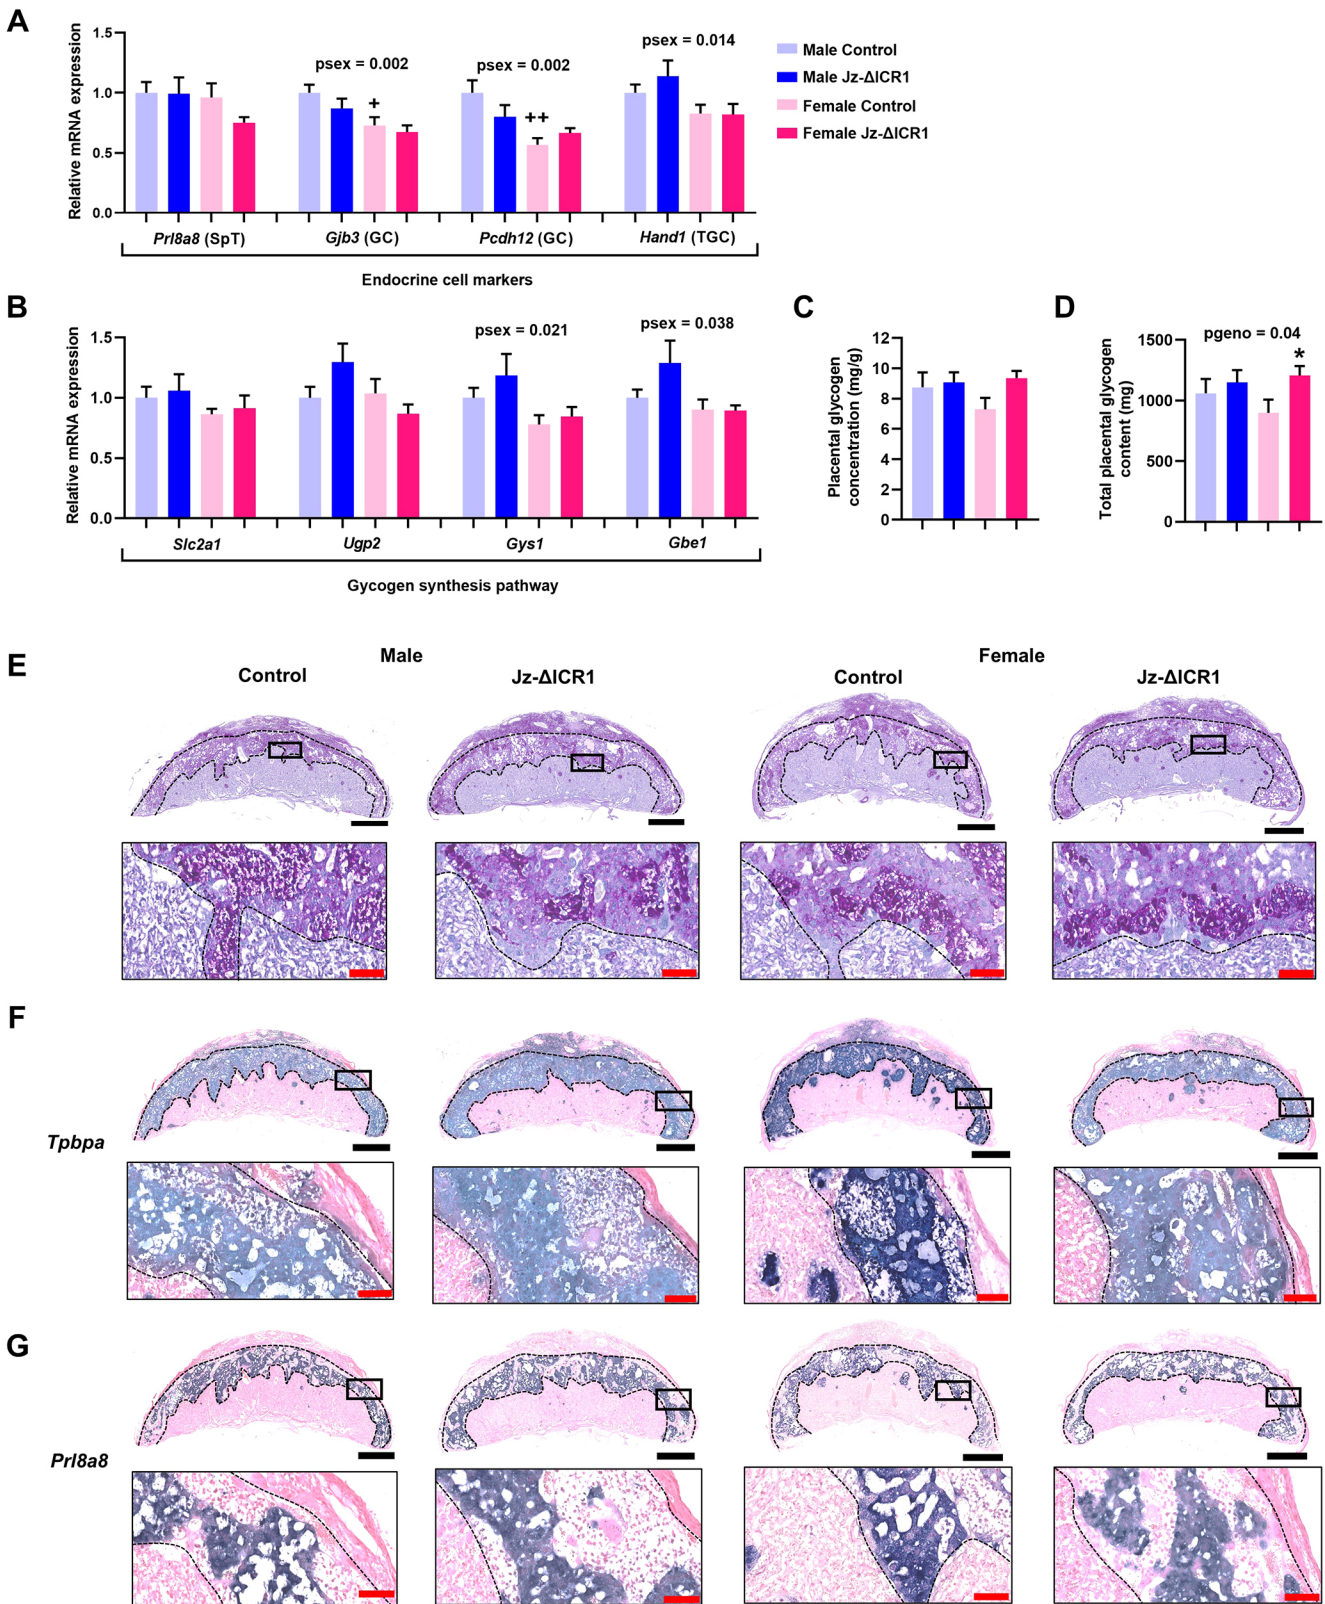 A
Relative mRNA expression
1.5
1.0
0.5
0.0
psex = 0.002
psex = 0.002
psex = 0.014
+
++
Male Control
Male Jz-ΔICR1
Female Control
Female Jz-ΔICR1
Prl8a8 (SpT)
Gjb3 (GC)
Pcdh12 (GC)
Hand1 (TGC)
Endocrine cell markers
B
Relative mRNA expression
1.5
1.0
0.5
0.0
psex = 0.021
psex = 0.038
Slc2a1
Ugp2
Gys1
Gbe1
Gycogen synthesis pathway
C
Placental glycogen
concentration (mg/g)
12
10
8
6
4
2
0
D
Total placental glycogen
content (mg)
1500
1000
500
0
pgeno = 0.04
*
E
Male
Female
Control
Jz-ΔICR1
Control
Jz-ΔICR1
F
Tpbpa
G
Prl8a8